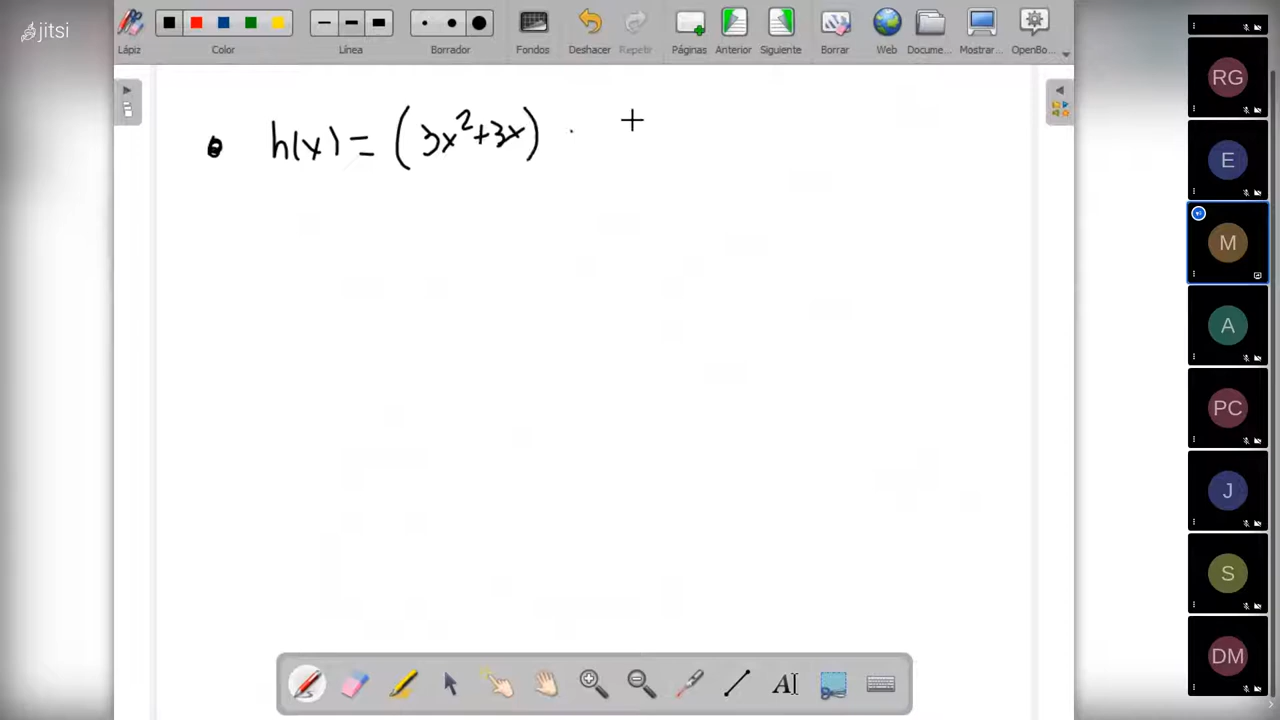 jitsi
Lápiz Color Línea Borrador Fondos Deshacer Repetir Páginas Anterior Siguiente Borrar Web Docume... Mostrar... OpenBo...
h(x) = (3x²+3x) ·
RG
E
M
A
PC
J
S
DM